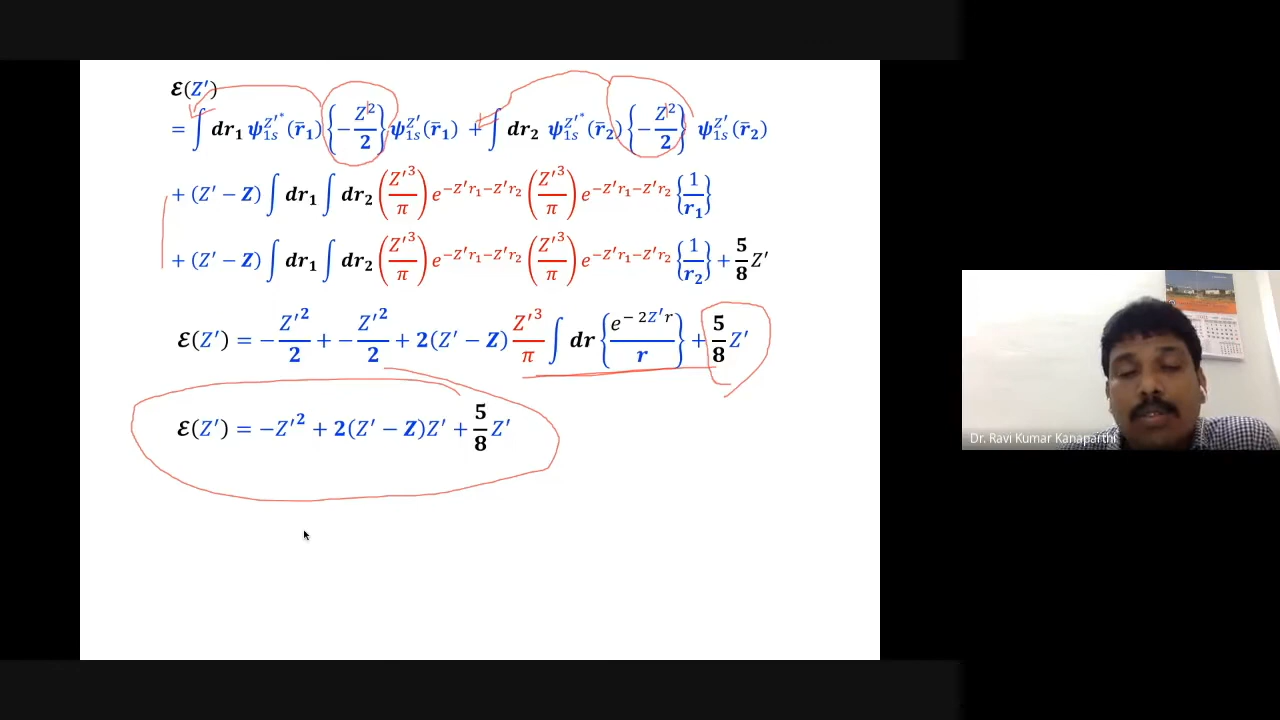 ℰ(Z′)
= ∫ dr₁ ψ₁ₛ^{Z′*}(r̄₁) {−Z²/2} ψ₁ₛ^{Z′}(r̄₁) + ∫ dr₂ ψ₁ₛ^{Z′*}(r̄₂) {−Z²/2} ψ₁ₛ^{Z′}(r̄₂)
+ (Z′ − Z) ∫ dr₁ ∫ dr₂ (Z′³/π) e^{−Z′r₁−Z′r₂} (Z′³/π) e^{−Z′r₁−Z′r₂} {1/r₁}
+ (Z′ − Z) ∫ dr₁ ∫ dr₂ (Z′³/π) e^{−Z′r₁−Z′r₂} (Z′³/π) e^{−Z′r₁−Z′r₂} {1/r₂} + 5/8 Z′
ℰ(Z′) = −Z′²/2 + −Z′²/2 + 2(Z′ − Z) Z′³/π ∫ dr {e^{−2Z′r}/r} + 5/8 Z′
ℰ(Z′) = −Z′² + 2(Z′ − Z)Z′ + 5/8 Z′
Dr. Ravi Kumar Kanaparthi